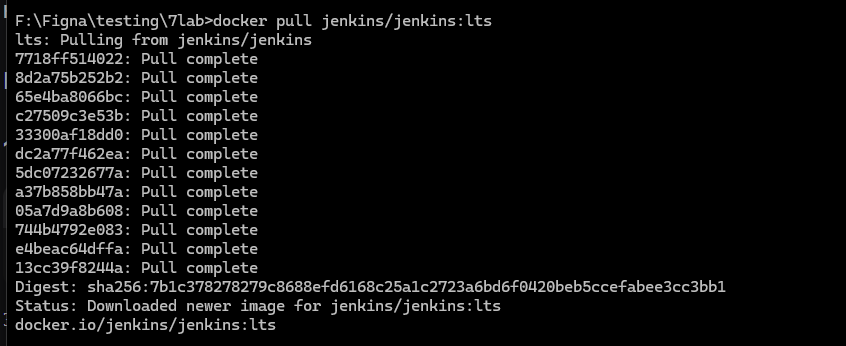 F:\Figna\testing\7lab>docker pull jenkins/jenkins:lts
lts: Pulling from jenkins/jenkins
7718ff514022: Pull complete
8d2a75b252b2: Pull complete
65e4ba8066bc: Pull complete
c27509c3e53b: Pull complete
33300af18dd0: Pull complete
dc2a77f462ea: Pull complete
5dc07232677a: Pull complete
a37b858bb47a: Pull complete
05a7d9a8b608: Pull complete
744b4792e083: Pull complete
e4beac64dffa: Pull complete
13cc39f8244a: Pull complete
Digest: sha256:7b1c378278279c8688efd6168c25a1c2723a6bd6f0420beb5ccefabee3cc3bb1
Status: Downloaded newer image for jenkins/jenkins:lts
docker.io/jenkins/jenkins:lts